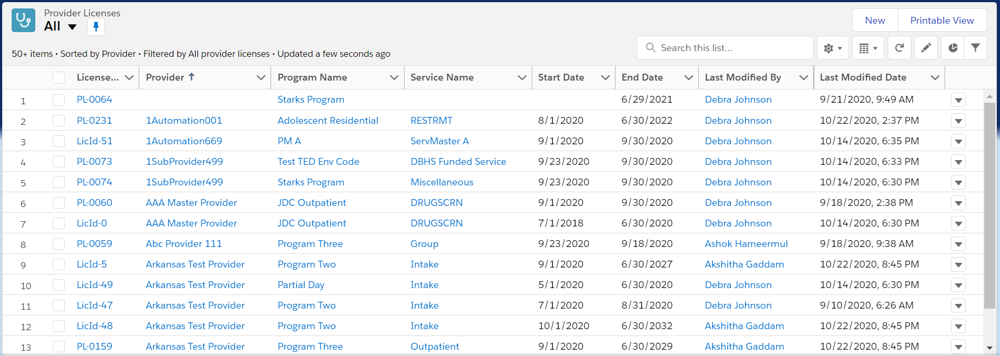 Provider Licenses
All
New Printable View
50+ items • Sorted by Provider • Filtered by All provider licenses • Updated a few seconds ago
Search this list...
License... Provider Program Name Service Name Start Date End Date Last Modified By Last Modified Date
1 PL-0064 Starks Program 6/29/2021 Debra Johnson 9/21/2020, 9:49 AM
2 PL-0231 1Automation001 Adolescent Residential RESTRMT 8/1/2020 6/30/2022 Debra Johnson 10/22/2020, 2:37 PM
3 LicId-51 1Automation669 PM A ServMaster A 9/1/2020 9/30/2020 Debra Johnson 10/14/2020, 6:35 PM
4 PL-0073 1SubProvider499 Test TED Env Code DBHS Funded Service 9/23/2020 9/30/2020 Debra Johnson 10/14/2020, 6:33 PM
5 PL-0074 1SubProvider499 Starks Program Miscellaneous 9/23/2020 9/30/2020 Debra Johnson 10/14/2020, 6:30 PM
6 PL-0060 AAA Master Provider JDC Outpatient DRUGSCRN 9/1/2020 9/30/2020 Debra Johnson 9/18/2020, 2:38 PM
7 LicId-0 AAA Master Provider JDC Outpatient DRUGSCRN 7/1/2018 6/30/2020 Debra Johnson 10/14/2020, 6:30 PM
8 PL-0059 Abc Provider 111 Program Three Group 9/23/2020 9/18/2020 Ashok Hameermul 9/18/2020, 9:38 AM
9 LicId-5 Arkansas Test Provider Program Two Intake 9/1/2020 6/30/2027 Akshitha Gaddam 10/22/2020, 8:45 PM
10 LicId-49 Arkansas Test Provider Partial Day Intake 5/1/2020 6/30/2020 Debra Johnson 10/14/2020, 6:30 PM
11 LicId-47 Arkansas Test Provider Program Two Intake 7/1/2020 8/31/2020 Debra Johnson 9/10/2020, 6:26 AM
12 LicId-48 Arkansas Test Provider Program Two Intake 10/1/2020 6/30/2032 Akshitha Gaddam 10/22/2020, 8:45 PM
13 PL-0159 Arkansas Test Provider Program Three Outpatient 9/1/2020 6/30/2029 Akshitha Gaddam 10/22/2020, 8:45 PM